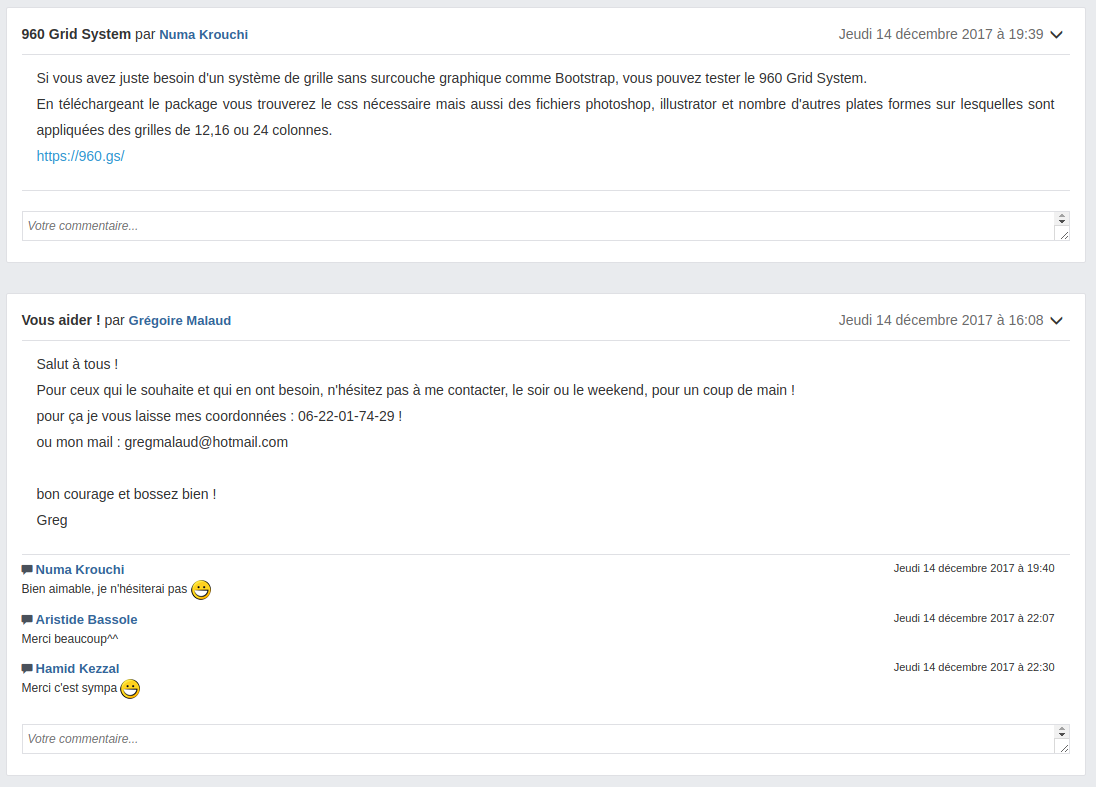 960 Grid System par Numa Krouchi
Jeudi 14 décembre 2017 à 19:39
Si vous avez juste besoin d'un système de grille sans surcouche graphique comme Bootstrap, vous pouvez tester le 960 Grid System.
En téléchargeant le package vous trouverez le css nécessaire mais aussi des fichiers photoshop, illustrator et nombre d'autres plates formes sur lesquelles sont
appliquées des grilles de 12,16 ou 24 colonnes.
https://960.gs/
Votre commentaire...
Vous aider ! par Grégoire Malaud
Jeudi 14 décembre 2017 à 16:08
Salut à tous !
Pour ceux qui le souhaite et qui en ont besoin, n'hésitez pas à me contacter, le soir ou le weekend, pour un coup de main !
pour ça je vous laisse mes coordonnées : 06-22-01-74-29 !
ou mon mail : gregmalaud@hotmail.com
bon courage et bossez bien !
Greg
Numa Krouchi
Jeudi 14 décembre 2017 à 19:40
Bien aimable, je n'hésiterai pas
Aristide Bassole
Jeudi 14 décembre 2017 à 22:07
Merci beaucoup^^
Hamid Kezzal
Jeudi 14 décembre 2017 à 22:30
Merci c'est sympa
Votre commentaire...